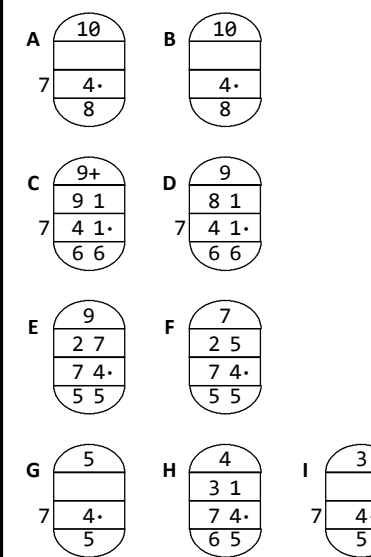 A 10 B 10
7 4· 4·
8 8
C 9+ D 9
9 1 8 1
7 4 1· 7 4 1·
6 6 6 6
E 9 F 7
2 7 2 5
7 4· 7 4·
5 5 5 5
G 5 H 4 I 3
3 1
7 4· 7 4· 7 4
5 6 5 5